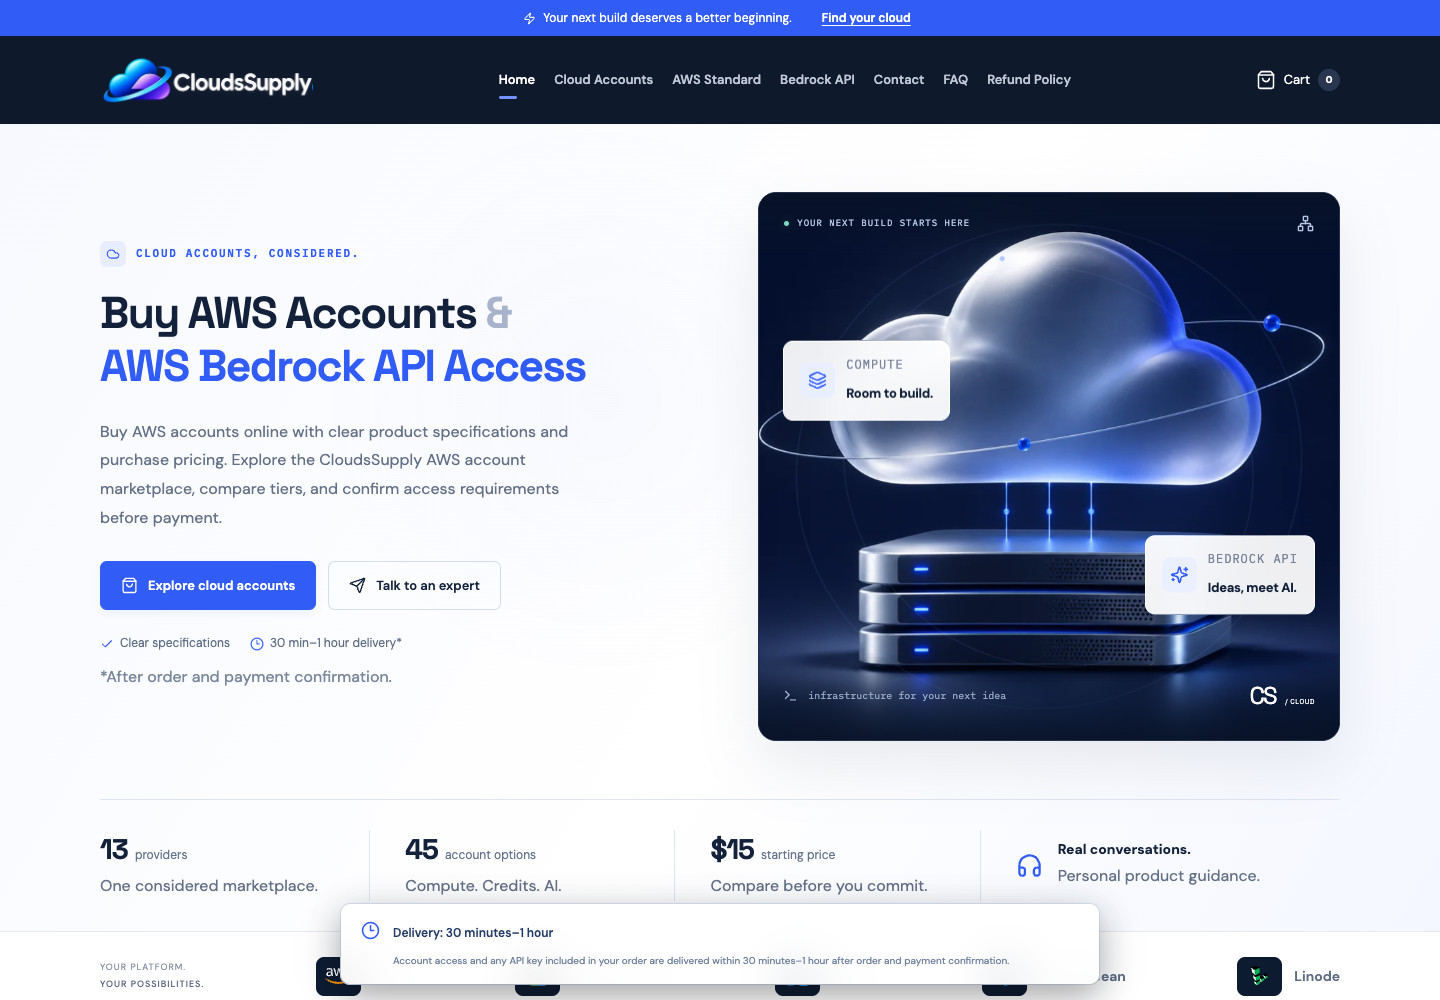 Your next build deserves a better beginning. Find your cloud
CloudsSupply
Home Cloud Accounts AWS Standard Bedrock API Contact FAQ Refund Policy
Cart 0
CLOUD ACCOUNTS, CONSIDERED.
Buy AWS Accounts &
AWS Bedrock API Access
Buy AWS accounts online with clear product specifications and
purchase pricing. Explore the CloudsSupply AWS account
marketplace, compare tiers, and confirm access requirements
before payment.
Explore cloud accounts
Talk to an expert
Clear specifications
30 min–1 hour delivery*
*After order and payment confirmation.
YOUR NEXT BUILD STARTS HERE
COMPUTE
Room to build.
BEDROCK API
Ideas, meet AI.
infrastructure for your next idea
CS / CLOUD
13 providers
One considered marketplace.
45 account options
Compute. Credits. AI.
$15 starting price
Compare before you commit.
Real conversations.
Personal product guidance.
Delivery: 30 minutes–1 hour
Account access and any API key included in your order are delivered within 30 minutes–1 hour after order and payment confirmation.
YOUR PLATFORM.
YOUR POSSIBILITIES.
Linode